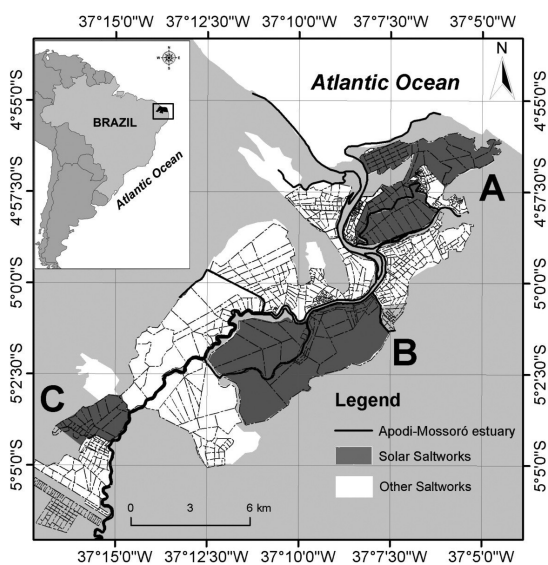 37°15'0"W 37°12'30"W 37°10'0"W 37°7'30"W 37°5'0"W
N
Atlantic Ocean
BRAZIL
Atlantic Ocean
4°55'0"S 4°55'0"S
A
4°57'30"S 4°57'30"S
5°0'0"S 5°0'0"S
B
5°2'30"S 5°2'30"S
C
Legend
Apodi-Mossoró estuary
Solar Saltworks
Other Saltworks
5°5'0"S 5°5'0"S
0 3 6 km
37°15'0"W 37°12'30"W 37°10'0"W 37°7'30"W 37°5'0"W